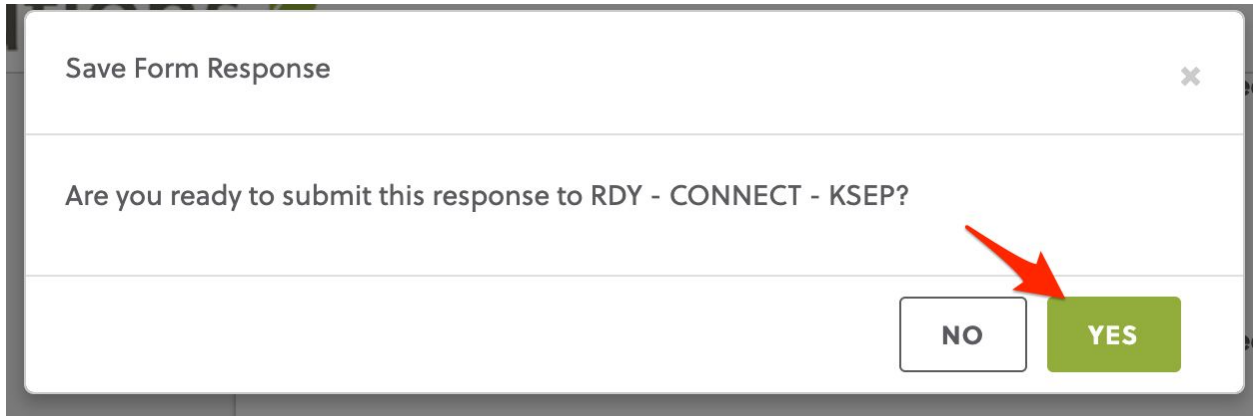 Save Form Response
Are you ready to submit this response to RDY - CONNECT - KSEP?
NO
YES